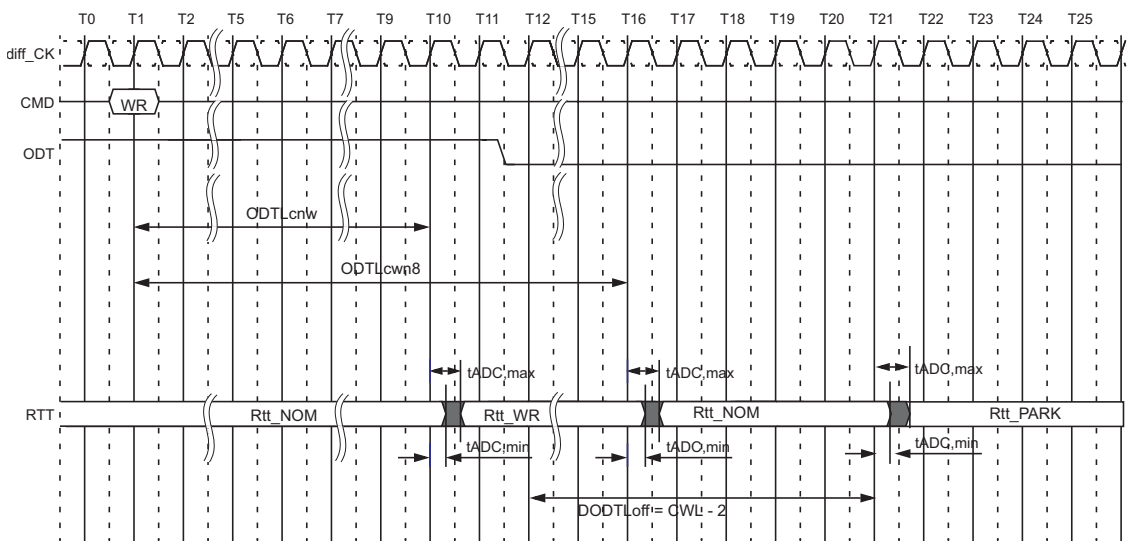 T0 T1 T2 T5 T6 T7 T9 T10 T11 T12 T15 T16 T17 T18 T19 T20 T21 T22 T23 T24 T25
diff_CK
CMD WR
ODT
ODTLcnw
ODTLcwn8
tADC,max tADC,max tADC,max
RTT Rtt_NOM Rtt_WR Rtt_NOM Rtt_PARK
tADC,min tADC,min tADC,min
DODTLoff = CWL - 2